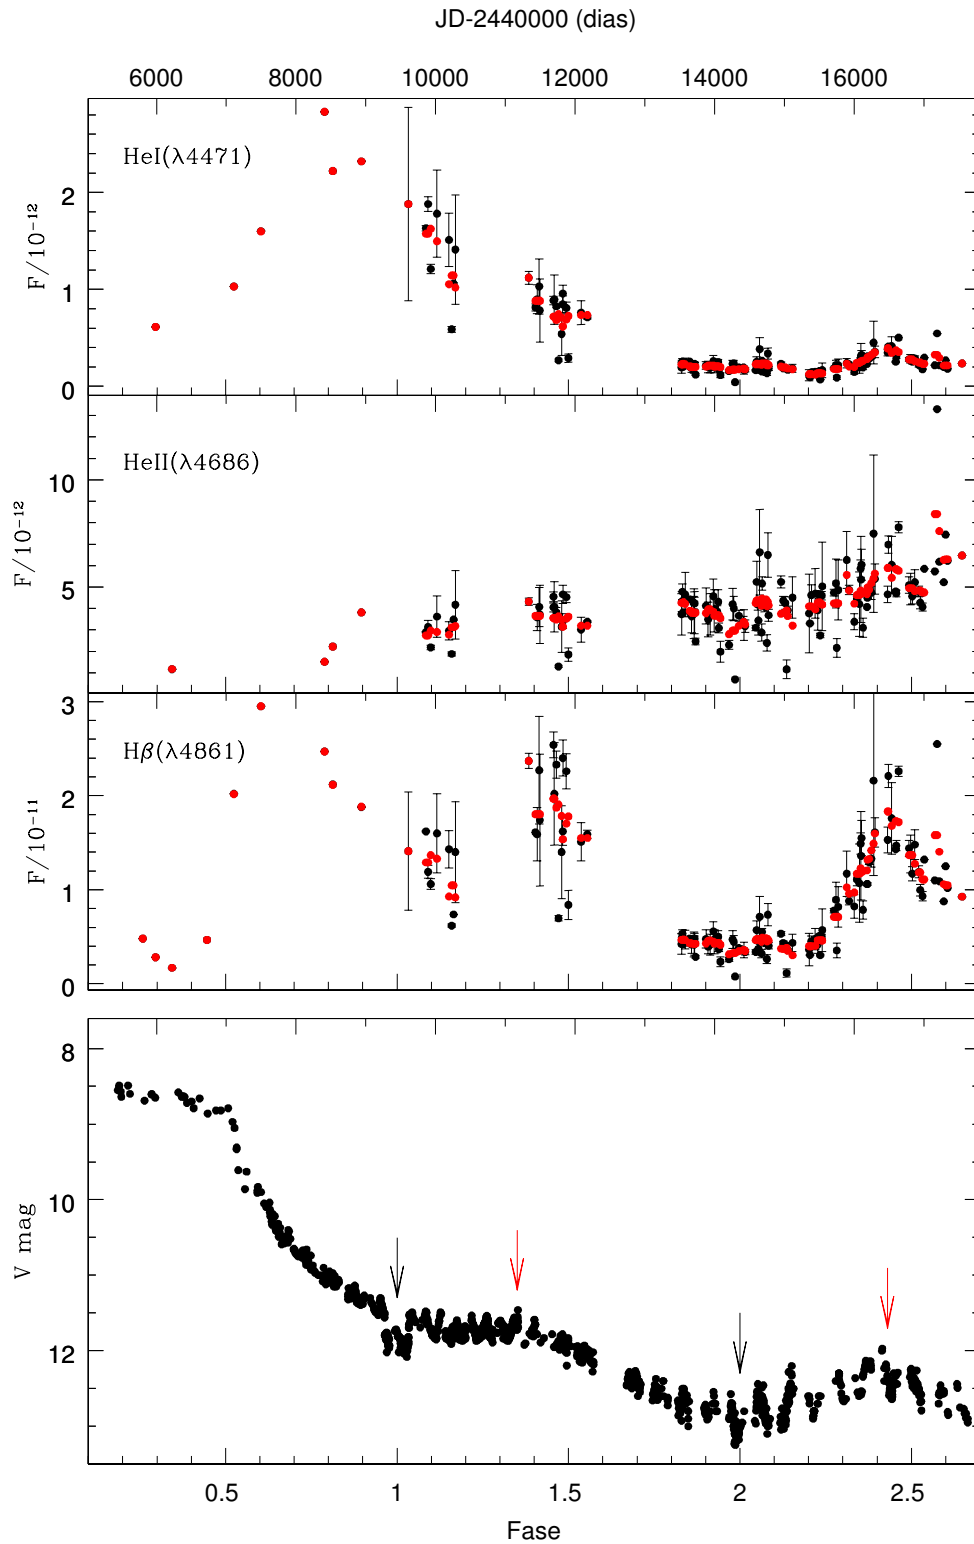 JD-2440000 (dias)
6000 8000 10000 12000 14000 16000
HeI(λ4471)
F/10⁻¹²
2
1
0
HeII(λ4686)
F/10⁻¹²
10
5
Hβ(λ4861)
F/10⁻¹¹
3
2
1
0
V mag
8
10
12
0.5 1 1.5 2 2.5
Fase